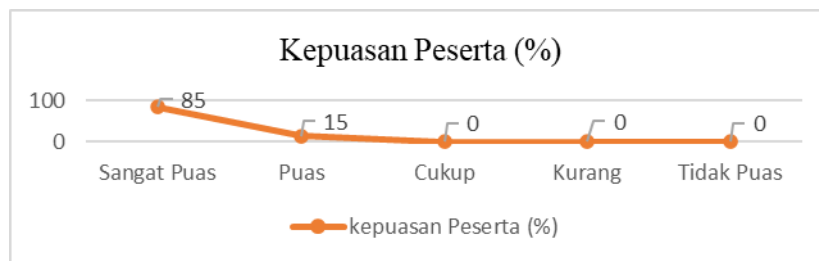 Kepuasan Peserta (%)
100
0
85
15
0
0
0
Sangat Puas
Puas
Cukup
Kurang
Tidak Puas
kepuasan Peserta (%)